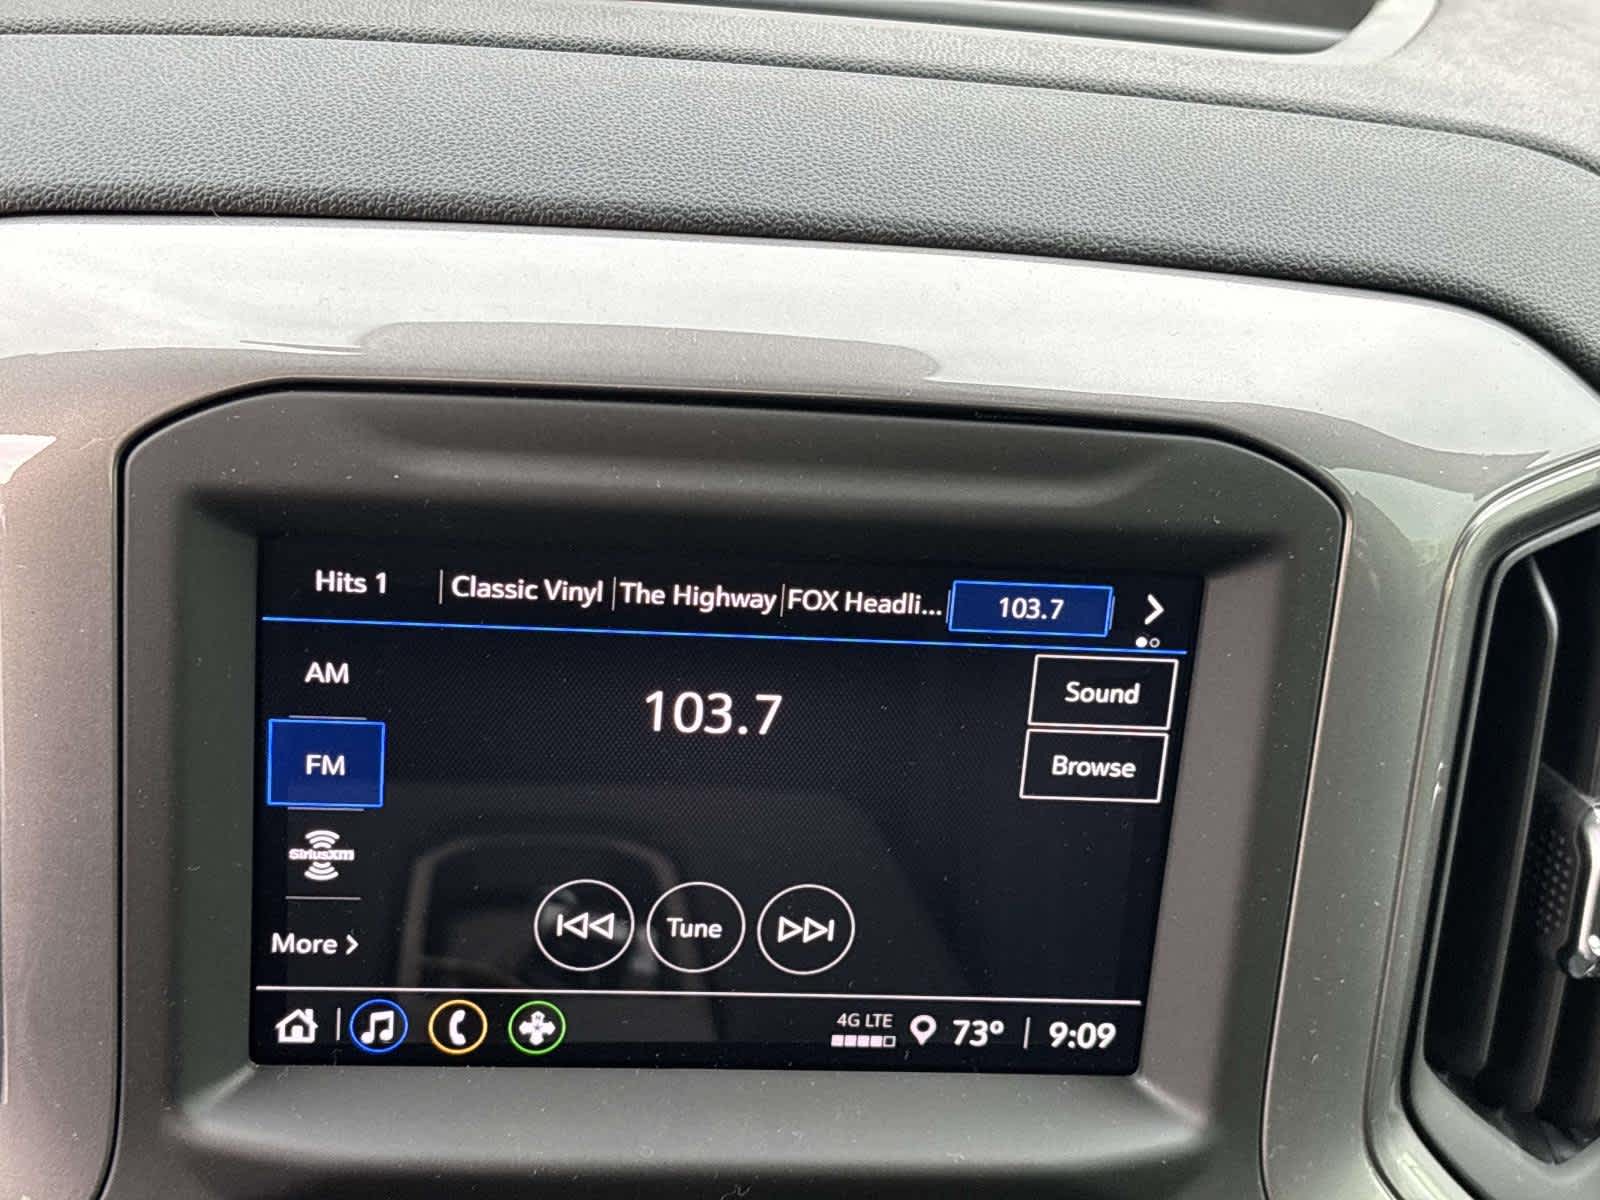 Hits 1 Classic Vinyl The Highway FOX Headli... 103.7
AM
103.7
Sound
FM
Browse
SiriusXM
Tune
More
4G LTE 73° 9:09